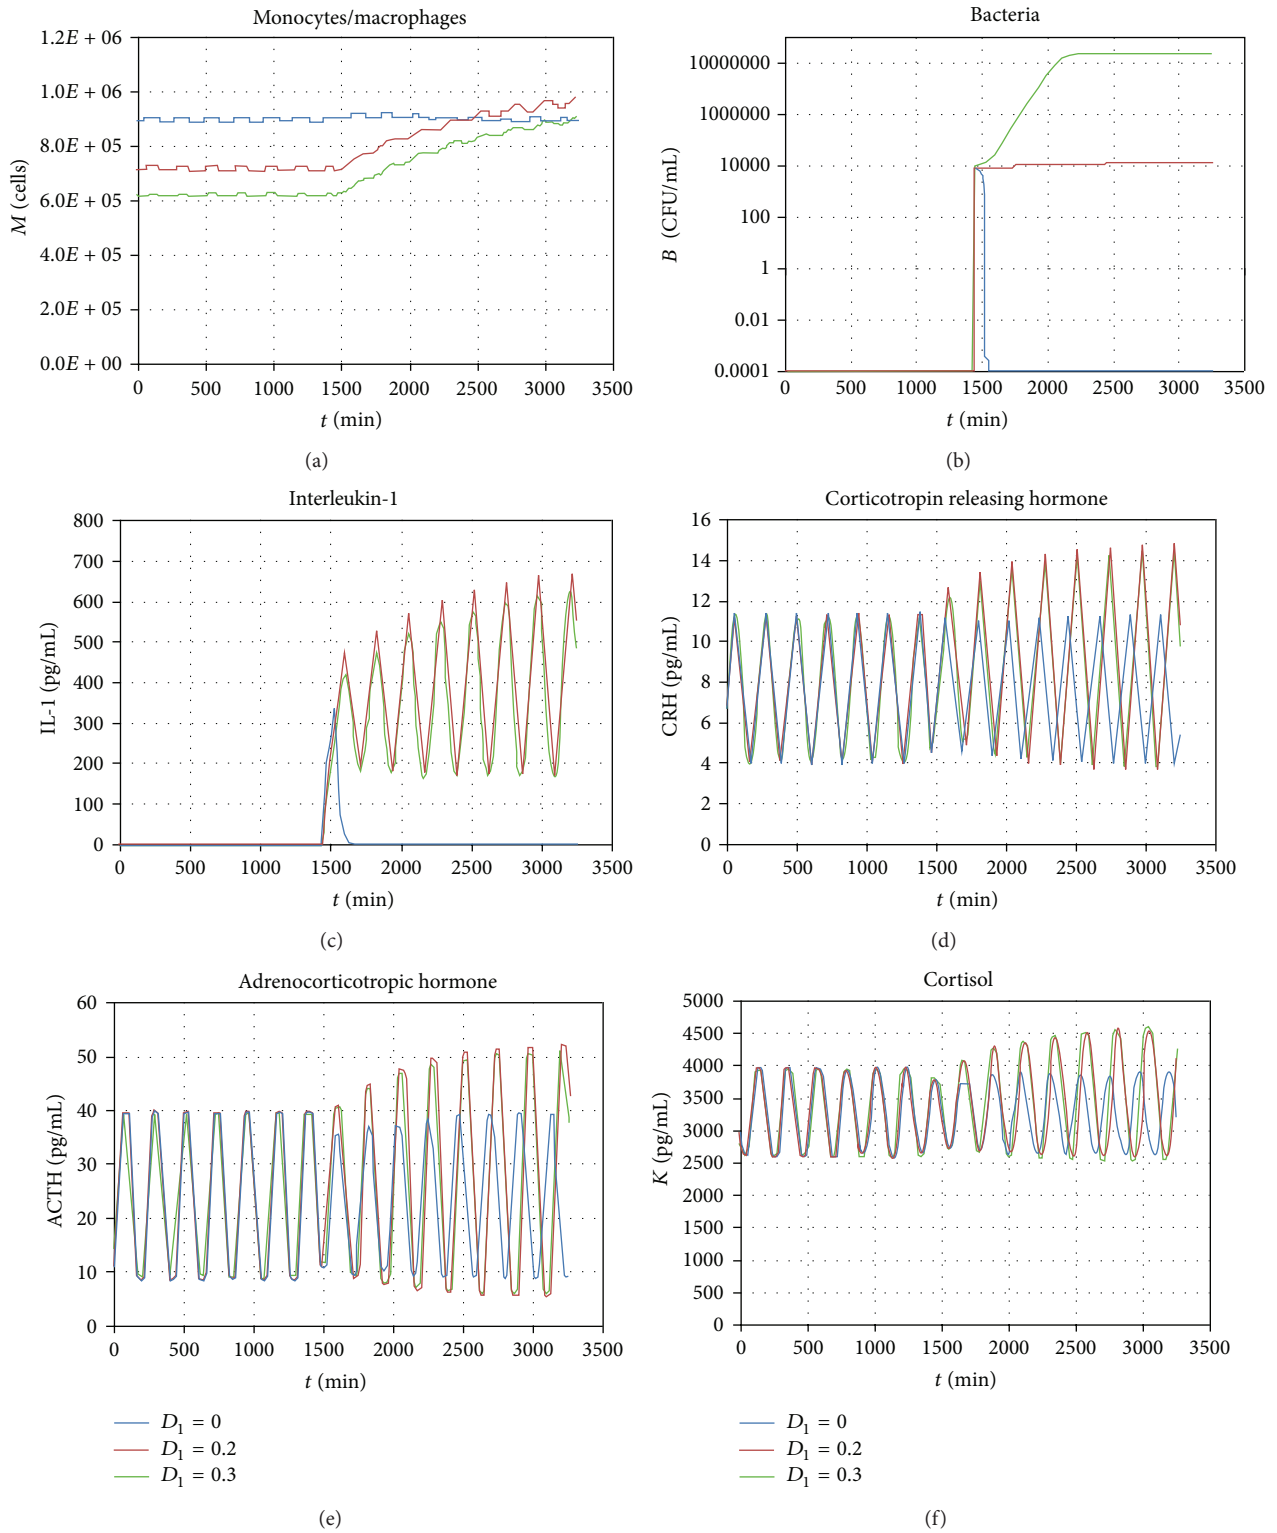 Monocytes/macrophages
1.2E + 06
1.0E + 06
8.0E + 05
6.0E + 05
4.0E + 05
2.0E + 05
0.0E + 00
M (cells)
0 500 1000 1500 2000 2500 3000 3500
t (min)
(a)
Bacteria
10000000
1000000
10000
100
1
0.01
0.0001
B (CFU/mL)
0 500 1000 1500 2000 2500 3000 3500
t (min)
(b)
Interleukin-1
800
700
600
500
400
300
200
100
0
IL-1 (pg/mL)
0 500 1000 1500 2000 2500 3000 3500
t (min)
(c)
Corticotropin releasing hormone
16
14
12
10
8
6
4
2
0
CRH (pg/mL)
0 500 1000 1500 2000 2500 3000 3500
t (min)
(d)
Adrenocorticotropic hormone
60
50
40
30
20
10
0
ACTH (pg/mL)
0 500 1000 1500 2000 2500 3000 3500
t (min)
D1 = 0
D1 = 0.2
D1 = 0.3
(e)
Cortisol
5000
4500
4000
3500
3000
2500
4000
1500
1000
500
0
K (pg/mL)
0 500 1000 1500 2000 2500 3000 3500
t (min)
D1 = 0
D1 = 0.2
D1 = 0.3
(f)